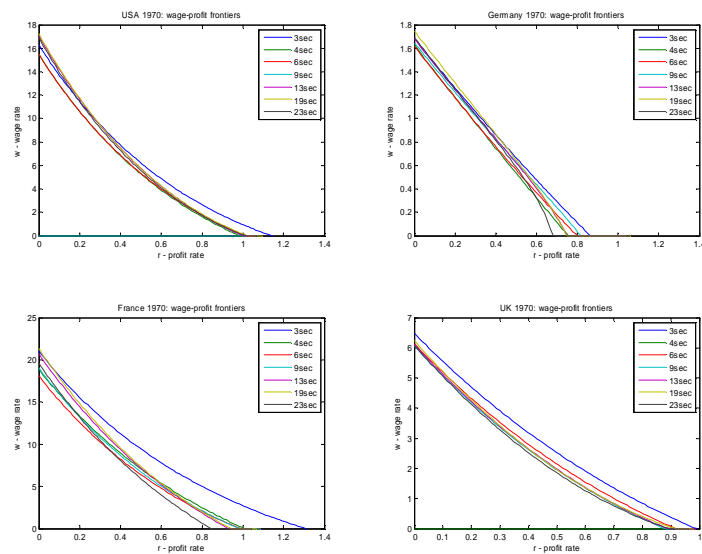 USA 1970: wage-profit frontiers
18
16
14
12
10
8
6
4
2
0
w - wage rate
0 0.2 0.4 0.6 0.8 1 1.2 1.4
r - profit rate
3sec
4sec
6sec
9sec
13sec
19sec
23sec
Germany 1970: wage-profit frontiers
1.8
1.6
1.4
1.2
1
0.8
0.6
0.4
0.2
0
w - wage rate
0 0.2 0.4 0.6 0.8 1 1.2 1.4
r - profit rate
3sec
4sec
6sec
9sec
13sec
19sec
23sec
France 1970: wage-profit frontiers
25
20
15
10
5
0
w - wage rate
0 0.2 0.4 0.6 0.8 1 1.2 1.4
r - profit rate
3sec
4sec
6sec
9sec
13sec
19sec
23sec
UK 1970: wage-profit frontiers
7
6
5
4
3
2
1
0
w - wage rate
0 0.1 0.2 0.3 0.4 0.5 0.6 0.7 0.8 0.9 1
r - profit rate
3sec
4sec
6sec
9sec
13sec
19sec
23sec